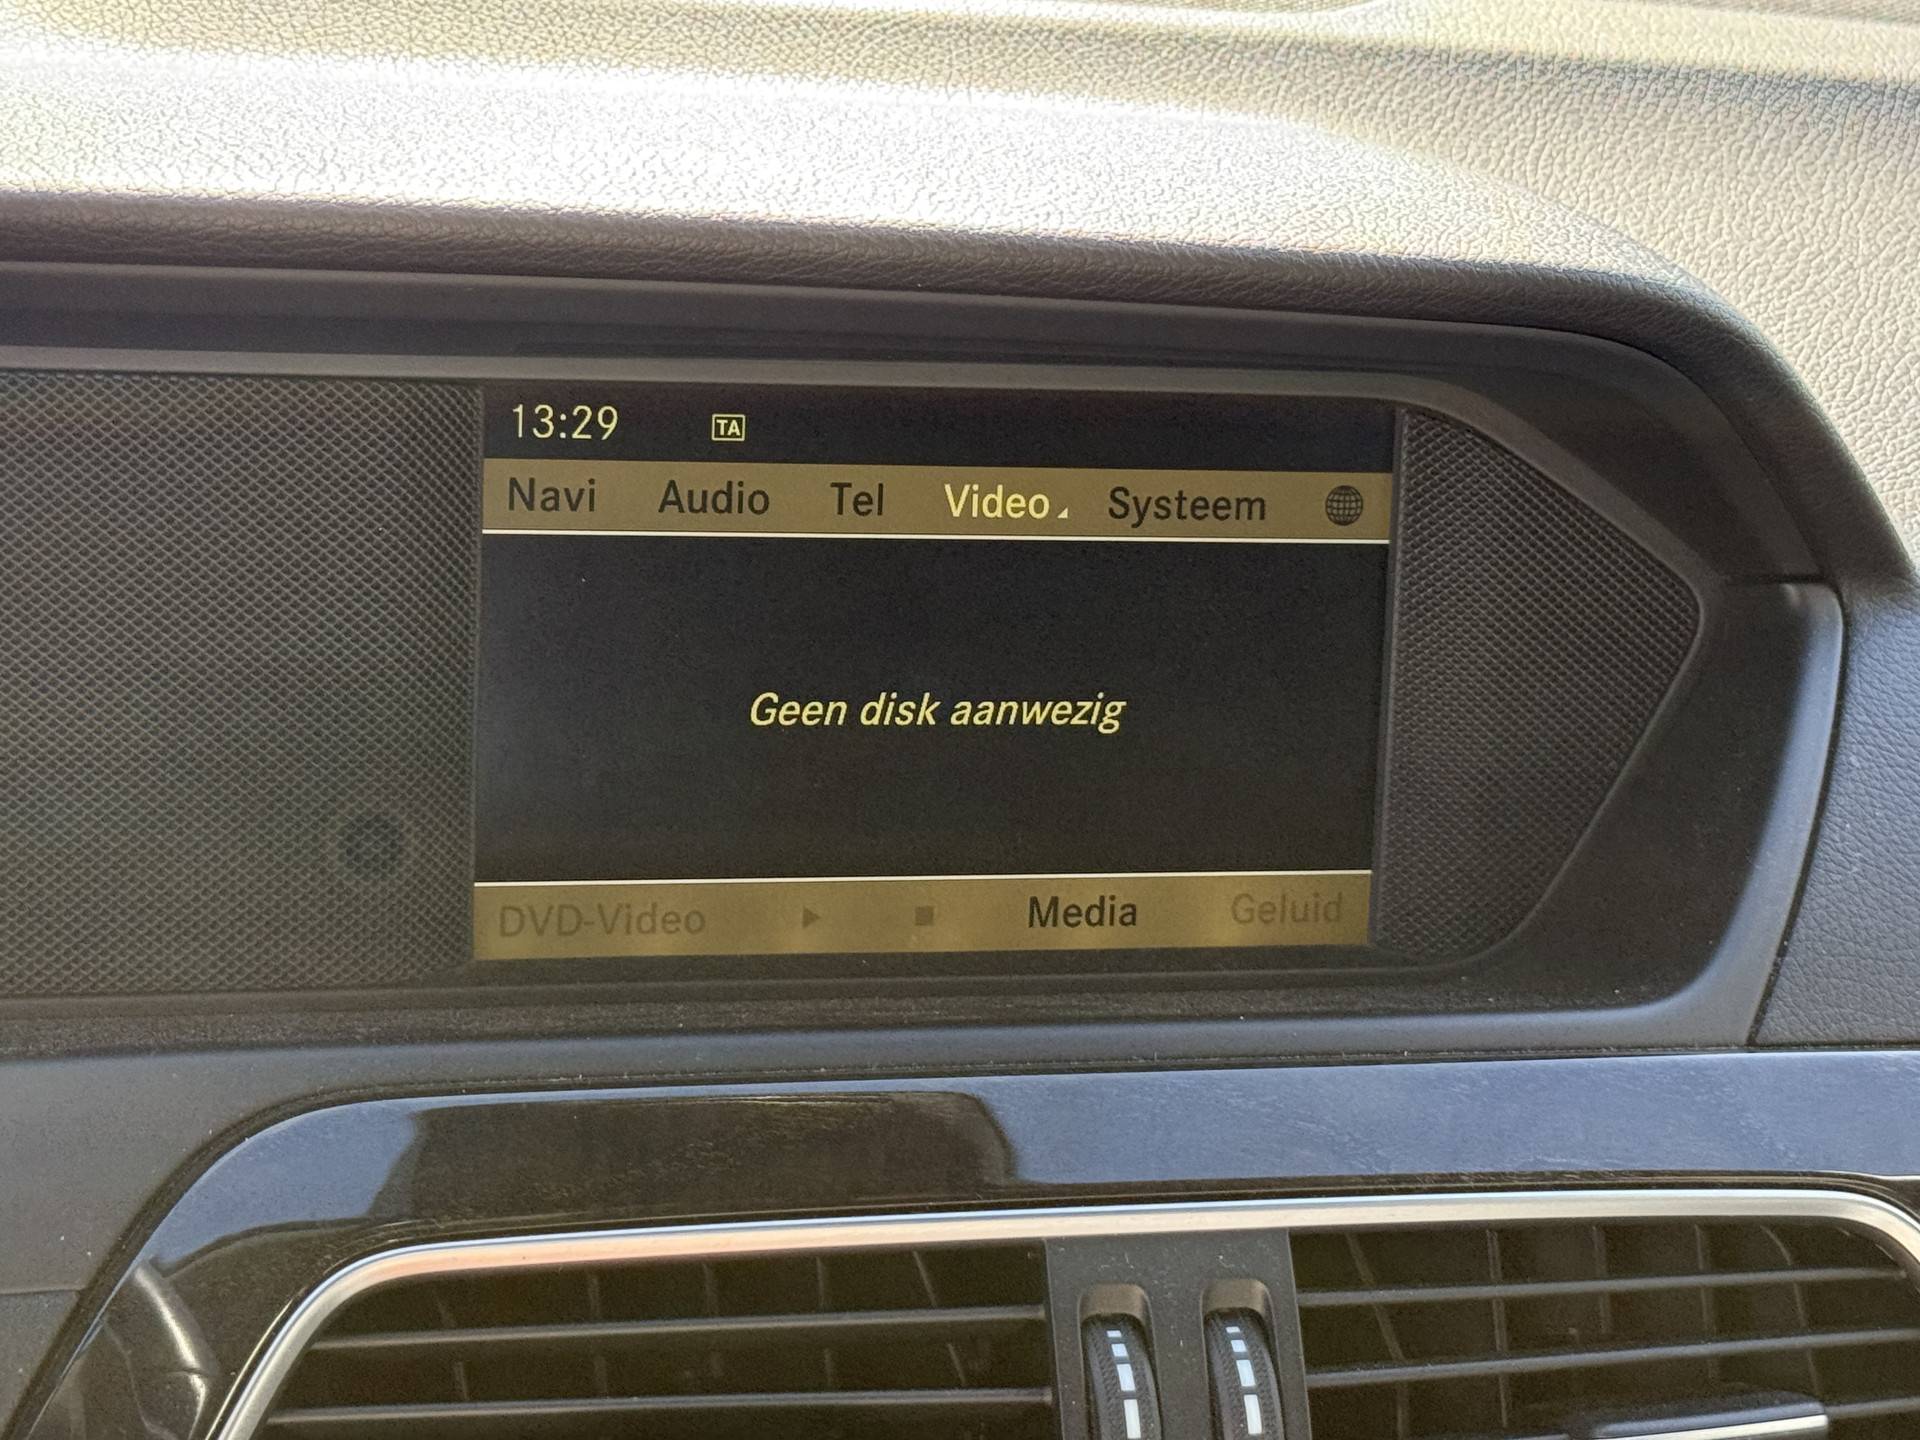 13:29 TA
Navi Audio Tel Video Systeem
Geen disk aanwezig
DVD-Video Media Geluid